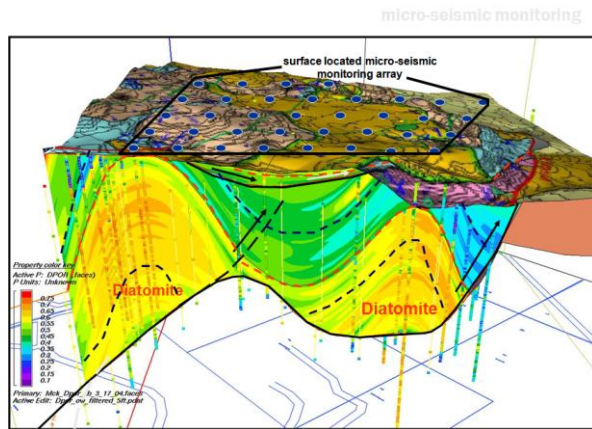 micro-seismic monitoring
surface located micro-seismic
monitoring array
Diatomite
Diatomite
Property color key
Active P: DPOR (faces)
P Units: Unknown
0.75
0.7
0.65
0.6
0.55
0.5
0.45
0.4
0.35
0.3
0.25
0.2
0.15
0.1